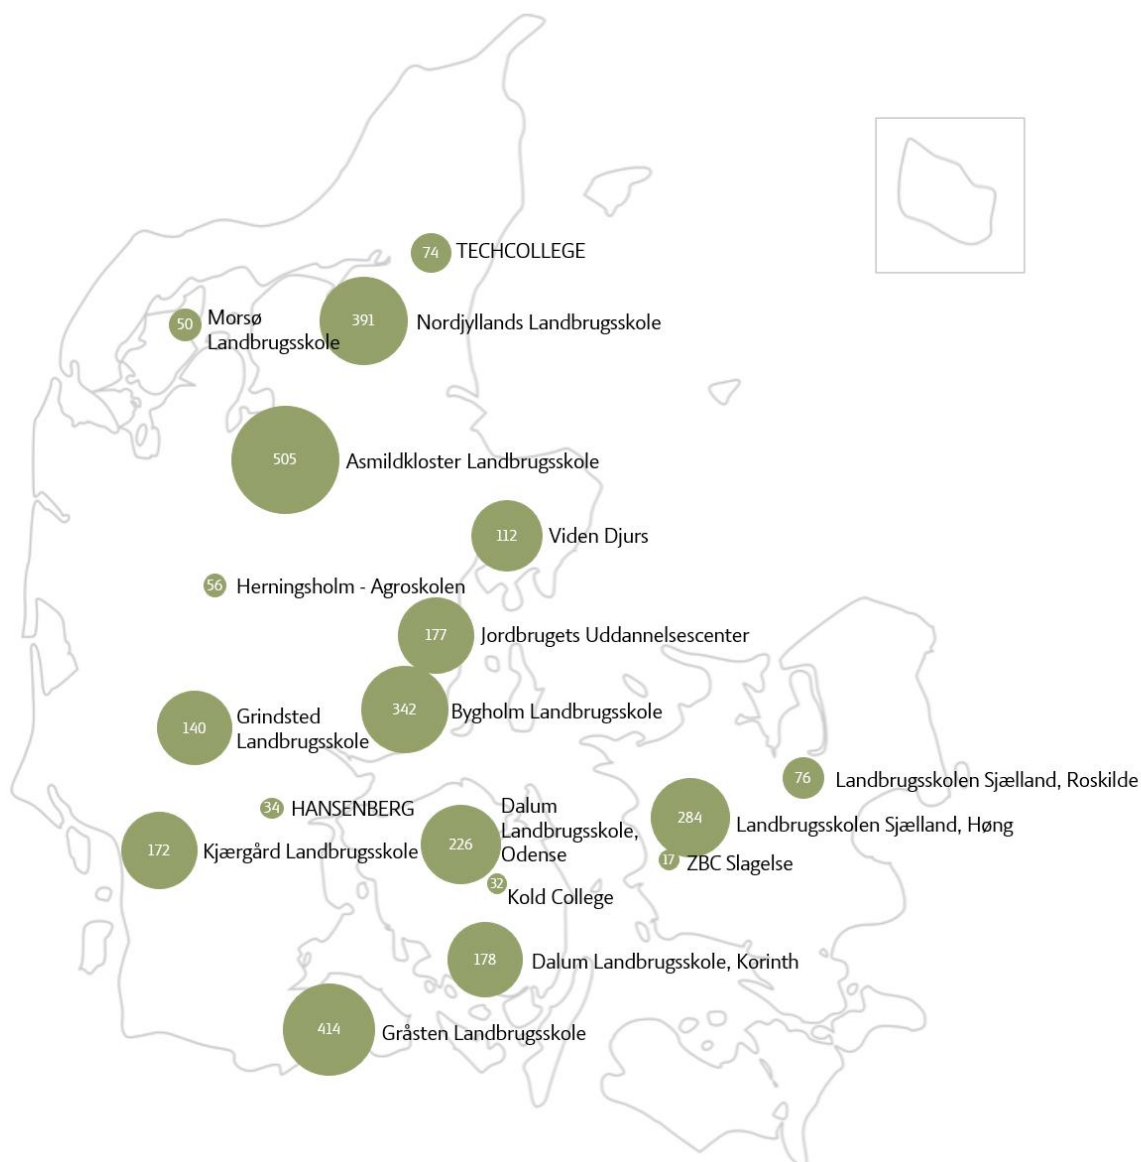 74 TECHCOLLEGE
50 Morsø
Landbrugsskole
391 Nordjyllands Landbrugsskole
505 Asmildkloster Landbrugsskole
112 Viden Djurs
56 Herningsholm - Agroskolen
177 Jordbrugets Uddannelsescenter
342 Bygholm Landbrugsskole
140 Grindsted
Landbrugsskole
76 Landbrugsskolen Sjælland, Roskilde
34 HANSENBERG
284 Landbrugsskolen Sjælland, Høng
226 Dalum
Landbrugsskole,
Odense
172 Kjærgård Landbrugsskole
17 ZBC Slagelse
32 Kold College
178 Dalum Landbrugsskole, Korinth
414 Gråsten Landbrugsskole